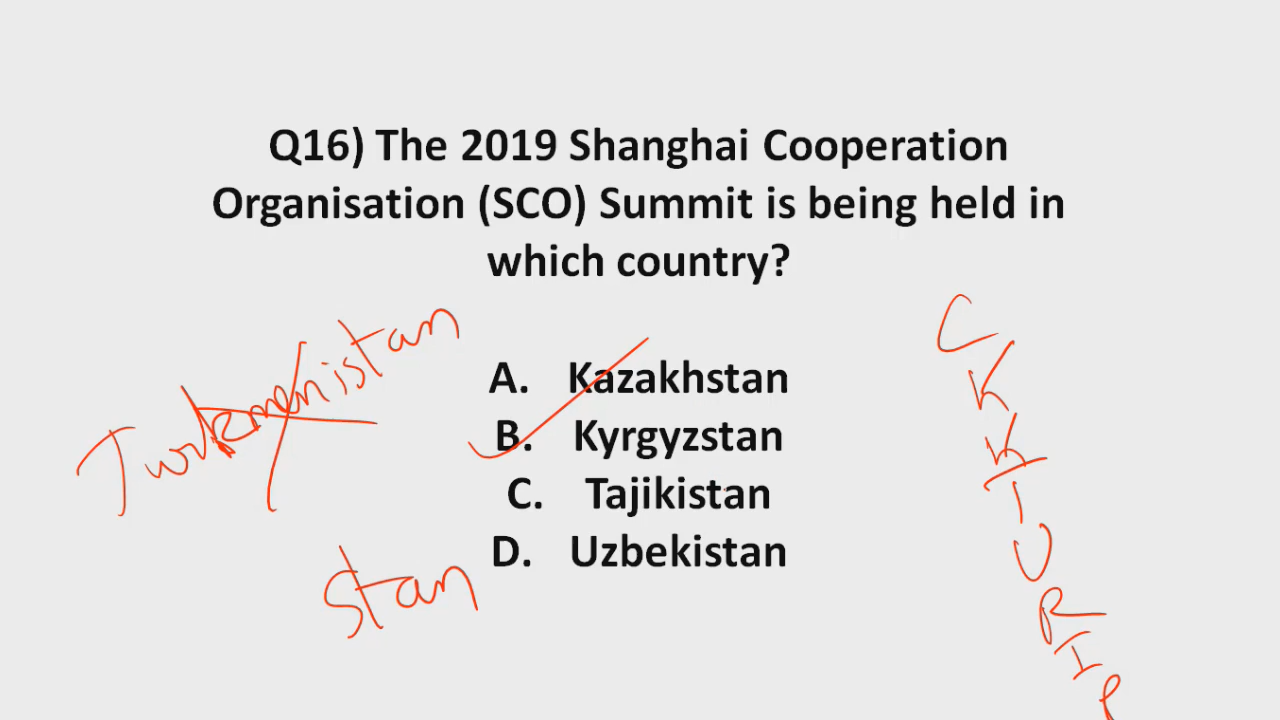 Q16) The 2019 Shanghai Cooperation
Organisation (SCO) Summit is being held in
which country?
Turkmenistan
A. Kazakhstan
B. Kyrgyzstan
C. Tajikistan
D. Uzbekistan
stan
C
K
K
T
U
R
I
P